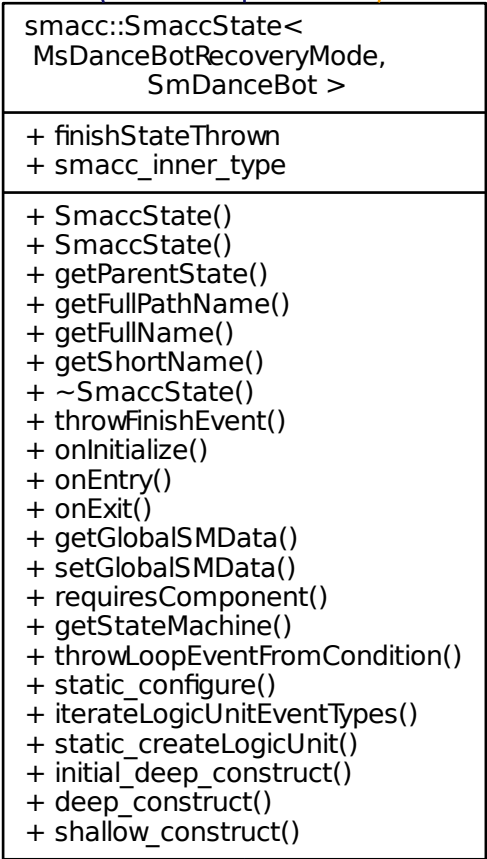 smacc::SmaccState<
MsDanceBotRecoveryMode,
SmDanceBot >
+ finishStateThrown
+ smacc_inner_type
+ SmaccState()
+ SmaccState()
+ getParentState()
+ getFullPathName()
+ getFullName()
+ getShortName()
+ ~SmaccState()
+ throwFinishEvent()
+ onInitialize()
+ onEntry()
+ onExit()
+ getGlobalSMData()
+ setGlobalSMData()
+ requiresComponent()
+ getStateMachine()
+ throwLoopEventFromCondition()
+ static_configure()
+ iterateLogicUnitEventTypes()
+ static_createLogicUnit()
+ initial_deep_construct()
+ deep_construct()
+ shallow_construct()